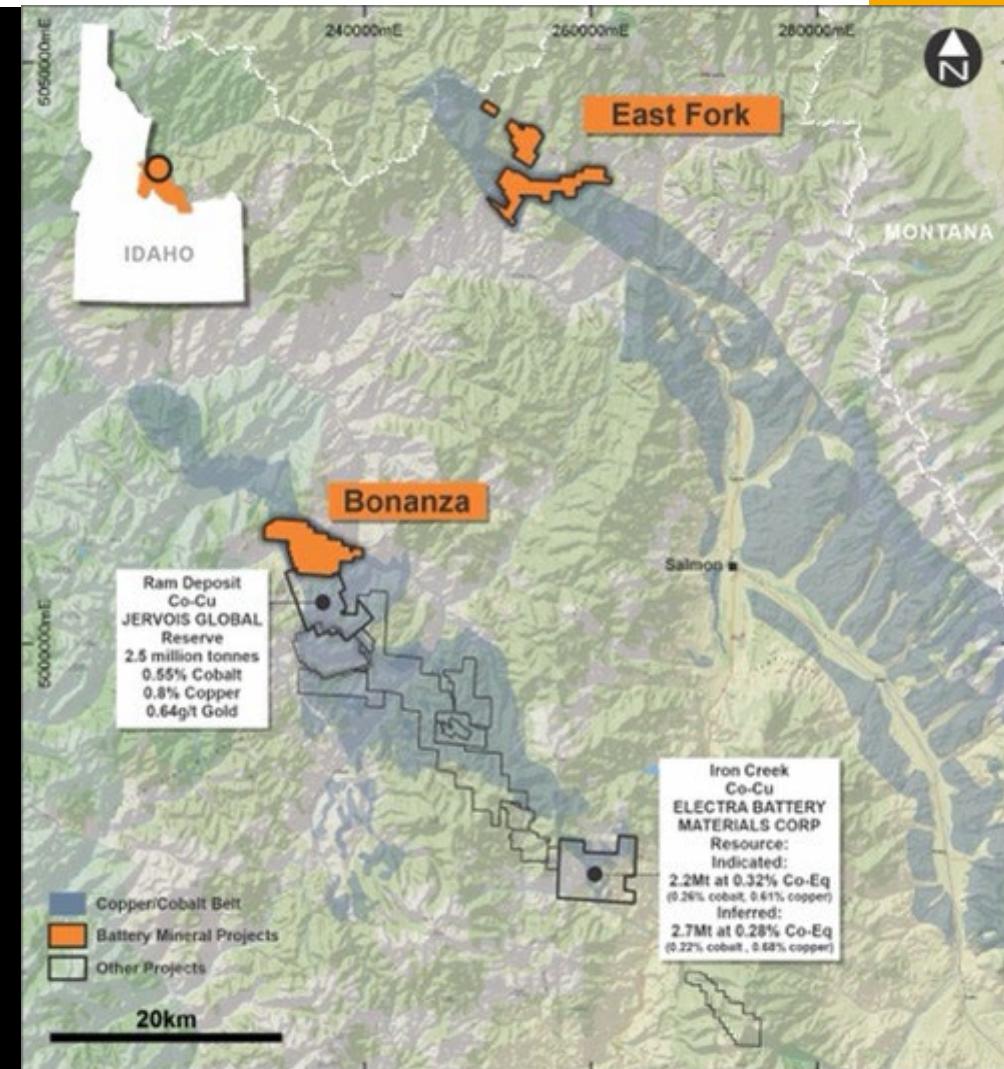 240000mE
260000mE
280000mE
5050000mE
N
East Fork
MONTANA
IDAHO
Bonanza
Salmon
5000000mE
Ram Deposit
Co-Cu
JERVOIS GLOBAL
Reserve
2.5 million tonnes
0.55% Cobalt
0.8% Copper
0.64g/t Gold
Iron Creek
Co-Cu
ELECTRA BATTERY
MATERIALS CORP
Resource:
Indicated:
2.2Mt at 0.32% Co-Eq
(0.26% cobalt, 0.61% copper)
Inferred:
2.7Mt at 0.28% Co-Eq
(0.22% cobalt , 0.68% copper)
Copper/Cobalt Belt
Battery Mineral Projects
Other Projects
20km